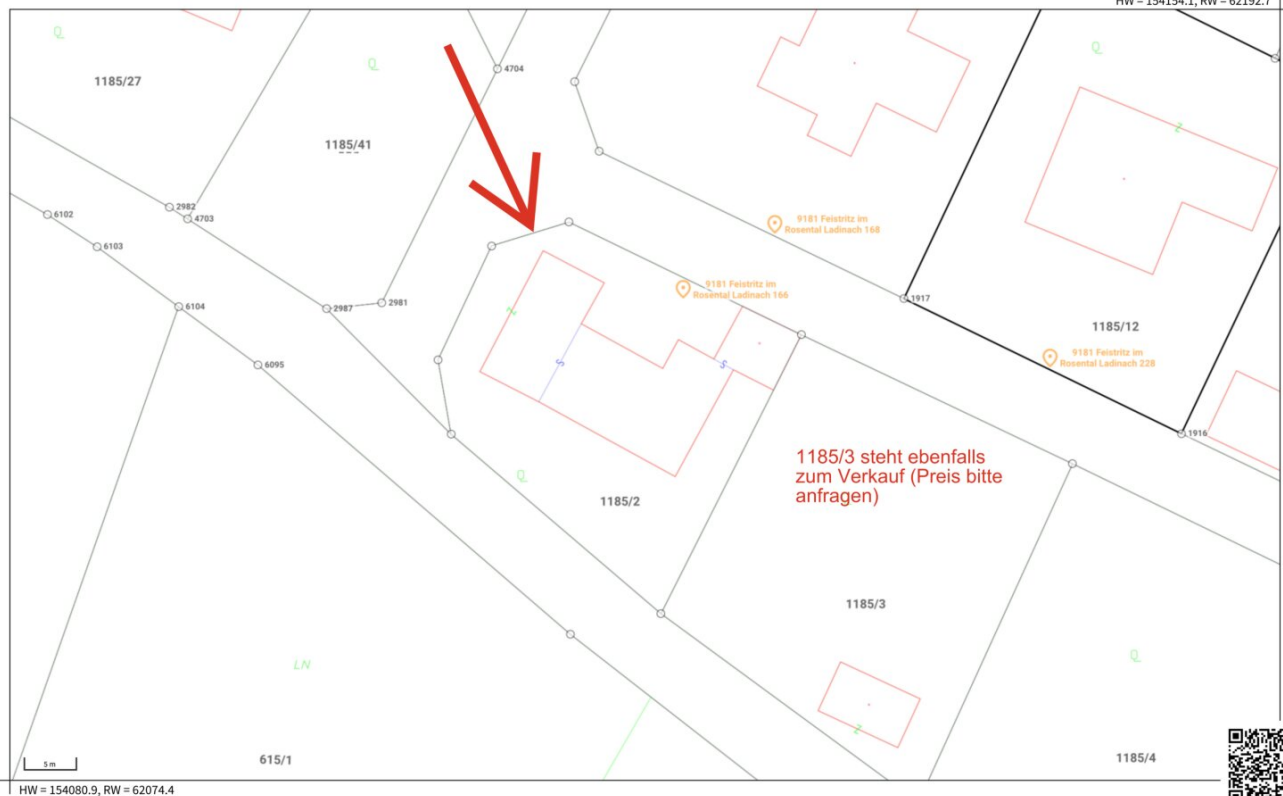 HW = 154154.1, RW = 62192.7
Q
1185/27
Q
4704
Q
1185/41
Z
2982
4703
6102
6103
9181 Feistritz im
Rosental Ladinach 168
6104
2987
2981
9181 Feistritz im
Rosental Ladinach 166
1917
1185/12
Z
6095
S
S
9181 Feistritz im
Rosental Ladinach 228
1916
1185/3 steht ebenfalls
zum Verkauf (Preis bitte
anfragen)
Q
1185/2
1185/3
LN
Q
Z
5 m
615/1
1185/4
HW = 154080.9, RW = 62074.4